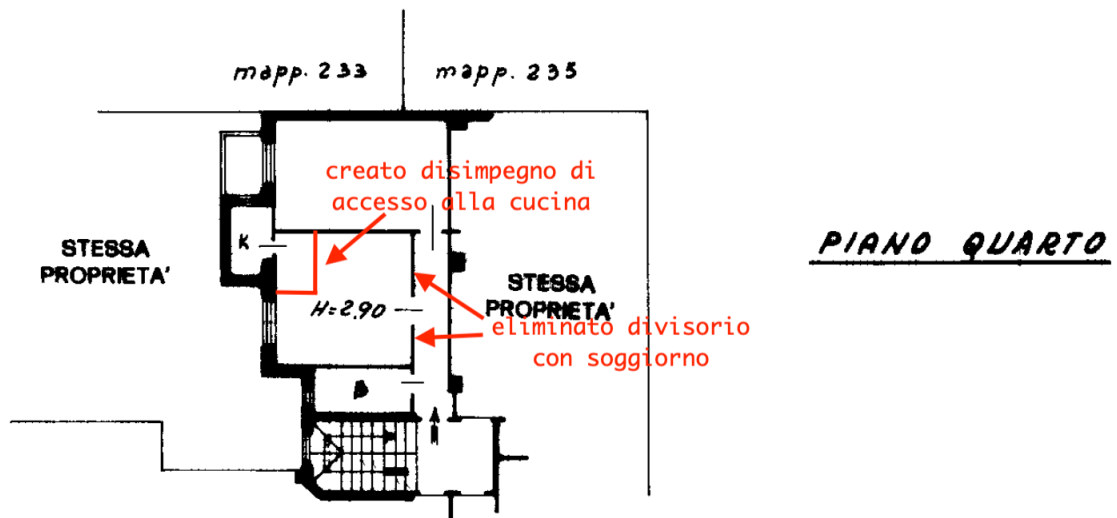 mapp. 233
mapp. 235
creato disimpegno di
accesso alla cucina
K
STESSA
PROPRIETA'
PIANO QUARTO
STESSA
PROPRIETA'
H=2,90
eliminato divisorio
con soggiorno
B